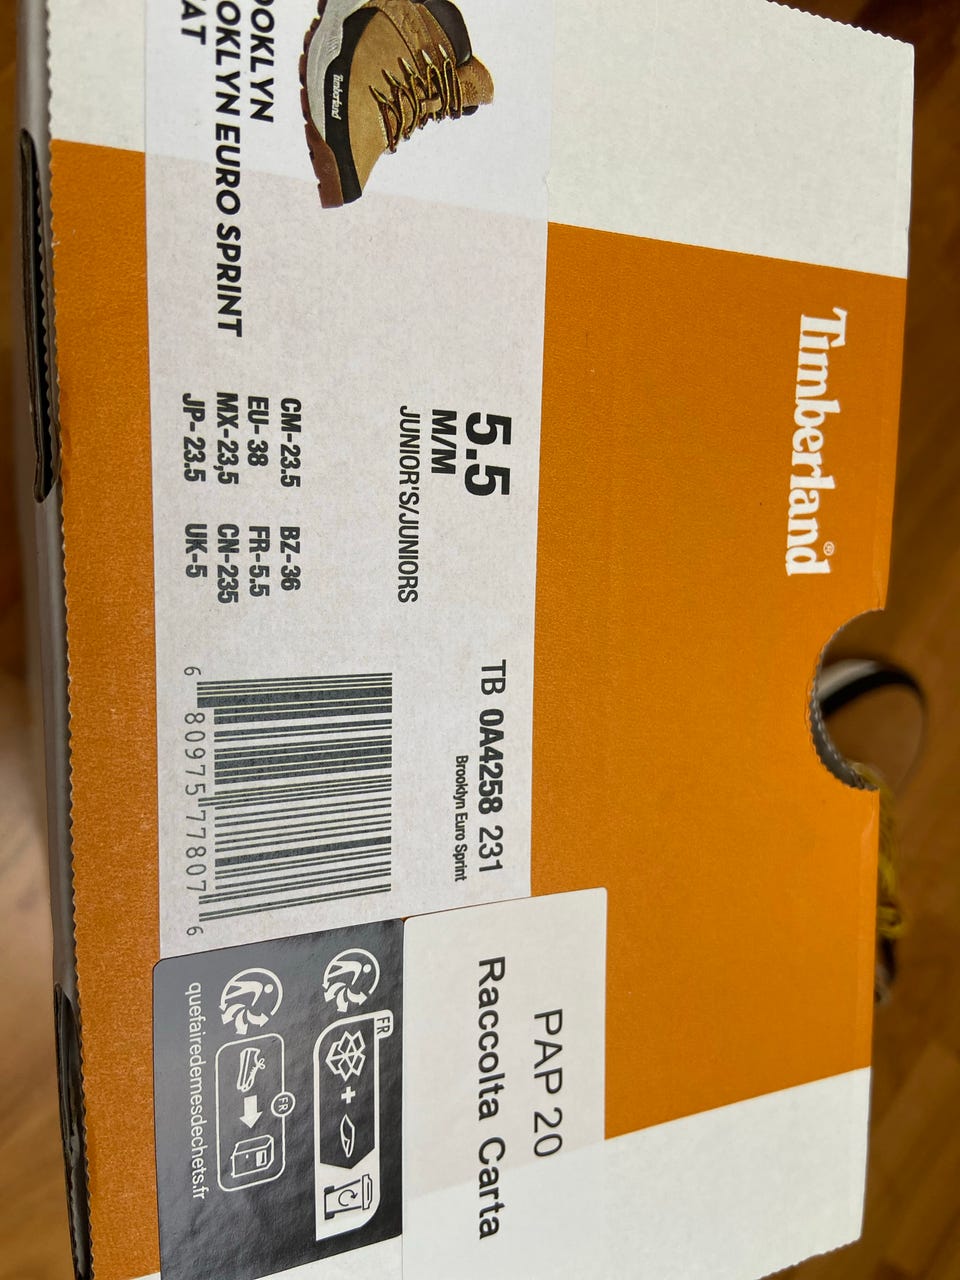 Timberland®
Timberland
OOKLYN
OOKLYN EURO SPRINT
5.5
M/M
JUNIOR'S/JUNIORS
CM-23.5 BZ-36
EU-38 FR-5.5
MX-23,5 CN-235
JP-23.5 UK-5
TB 0A4258 231
Brooklyn Euro Sprint
6 80975 77807 6
PAP 20
Raccolta Carta
FR
FR
quefairedemesdechets.fr